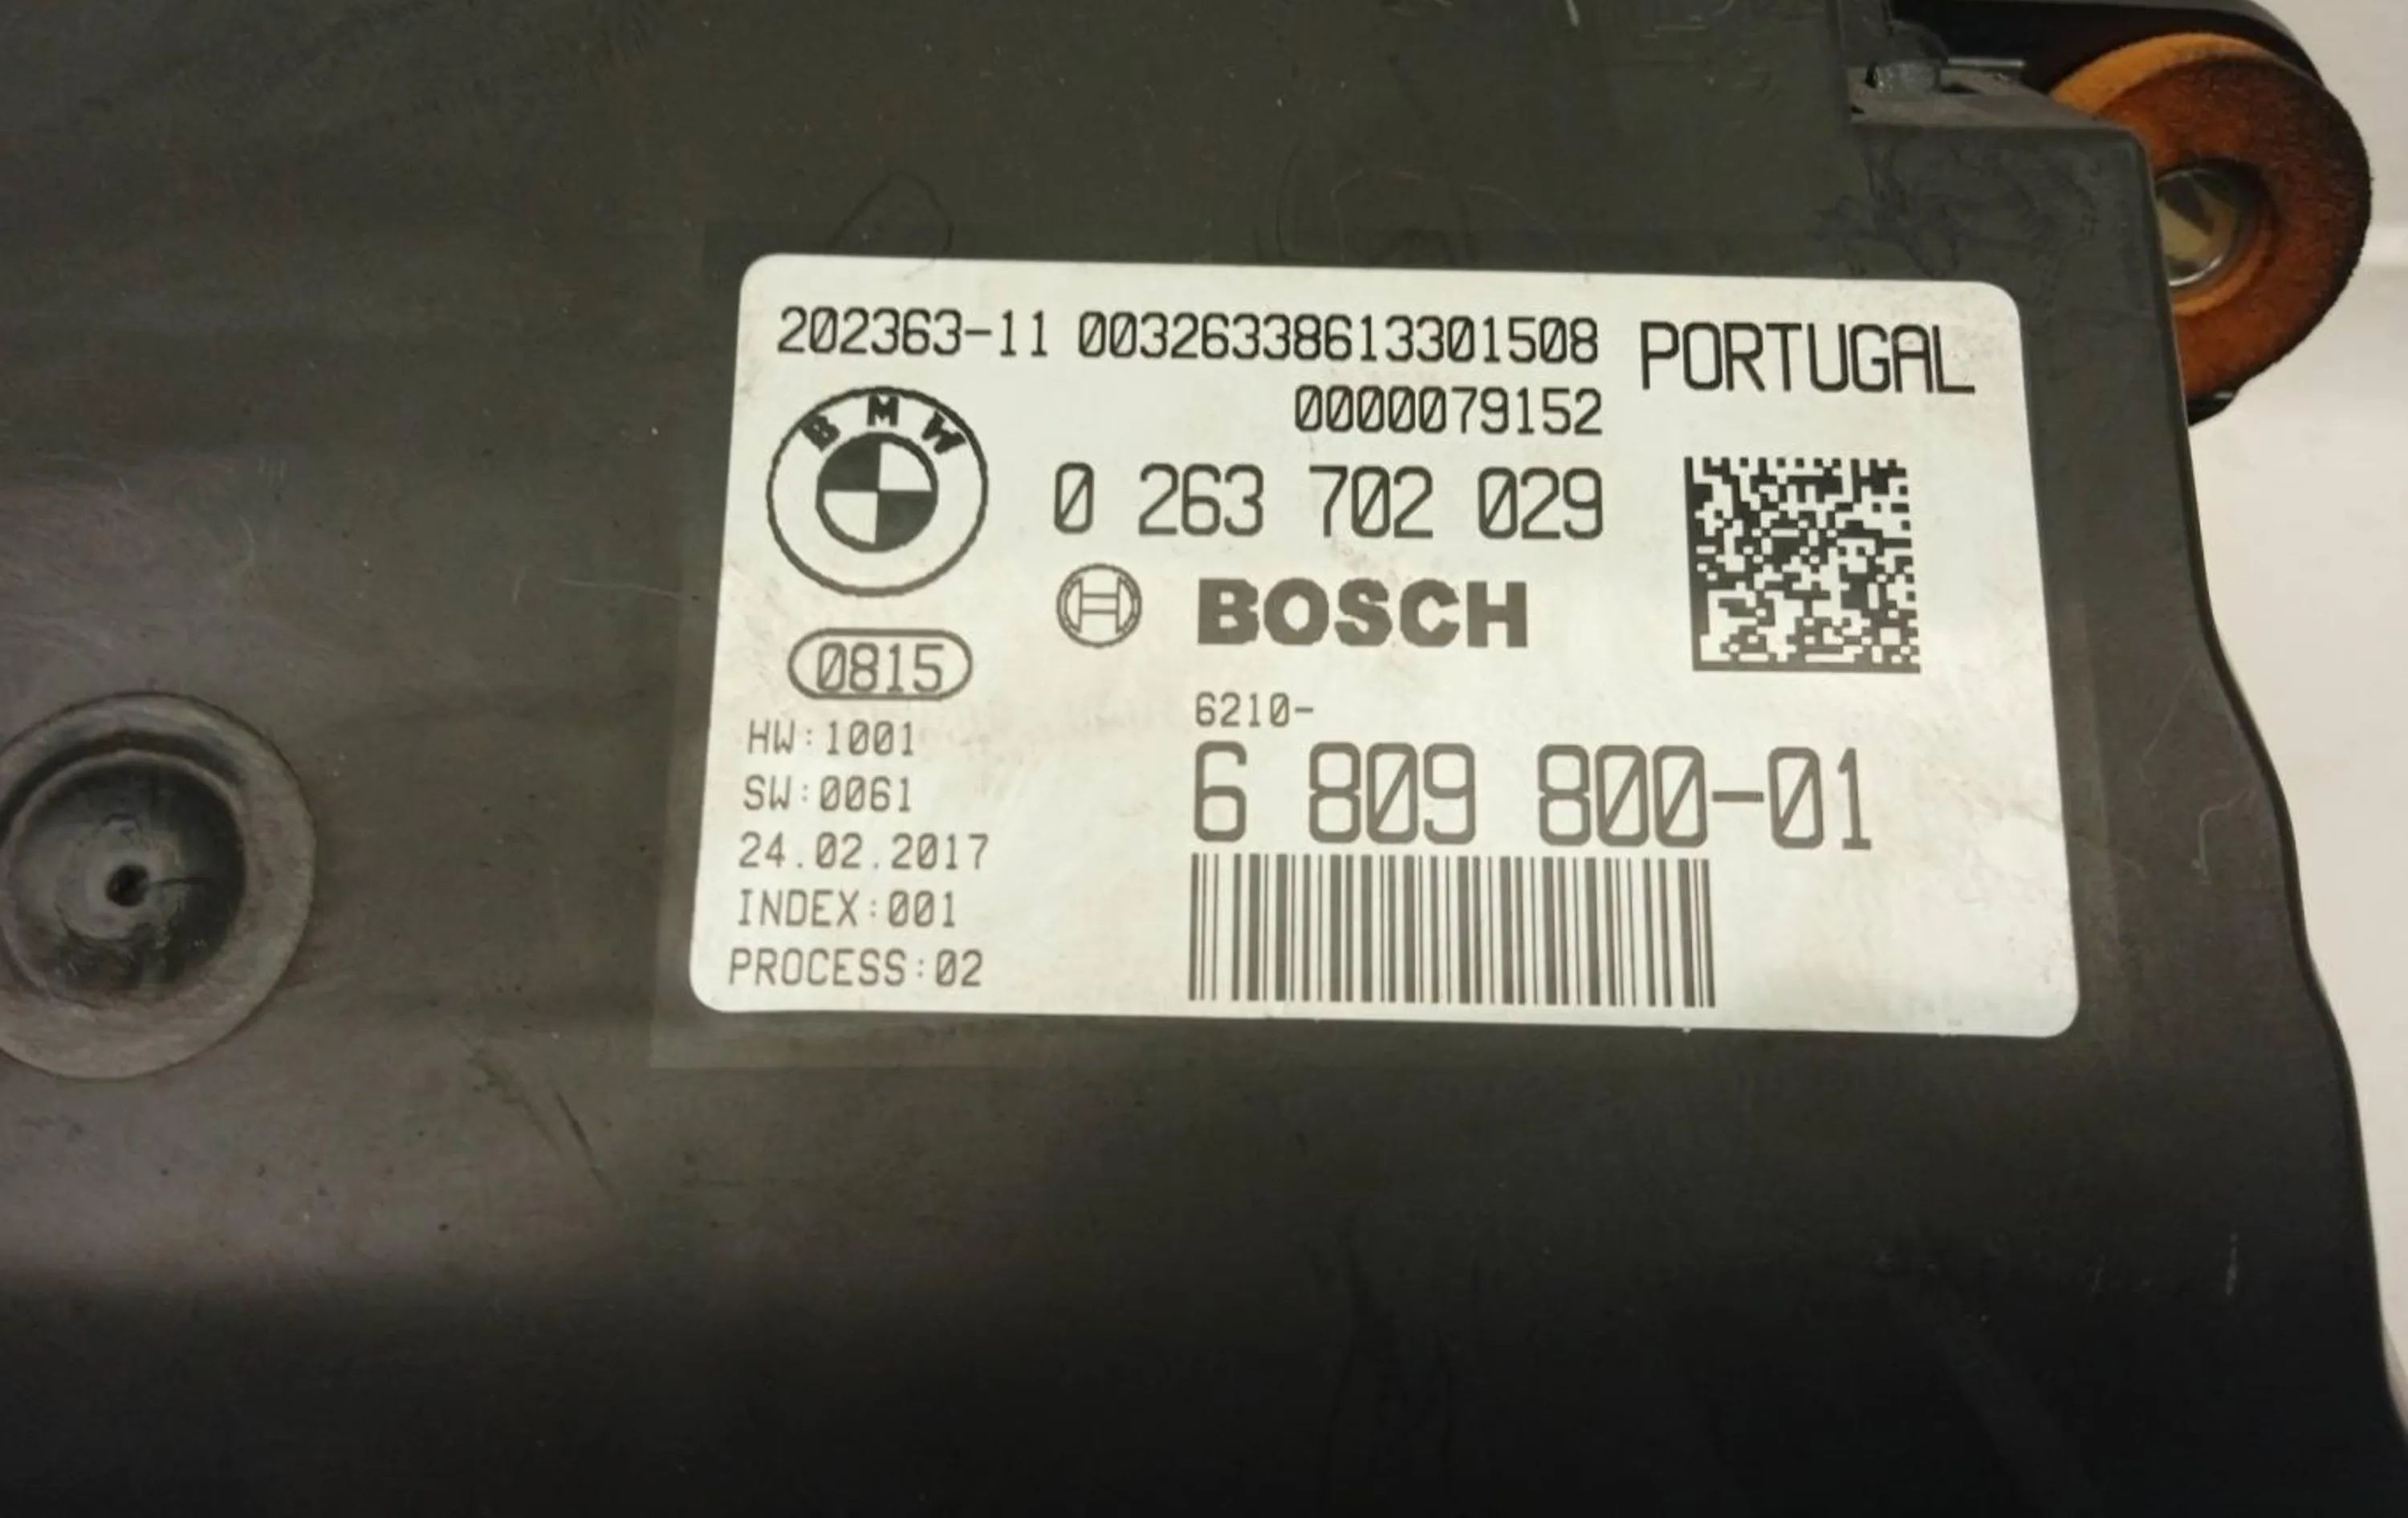 202363-11 00326338613301508 PORTUGAL
0000079152
BMW
0 263 702 029
BOSCH
0815
6210-
HW:1001
6 809 800-01
SW:0061
24.02.2017
INDEX:001
PROCESS:02